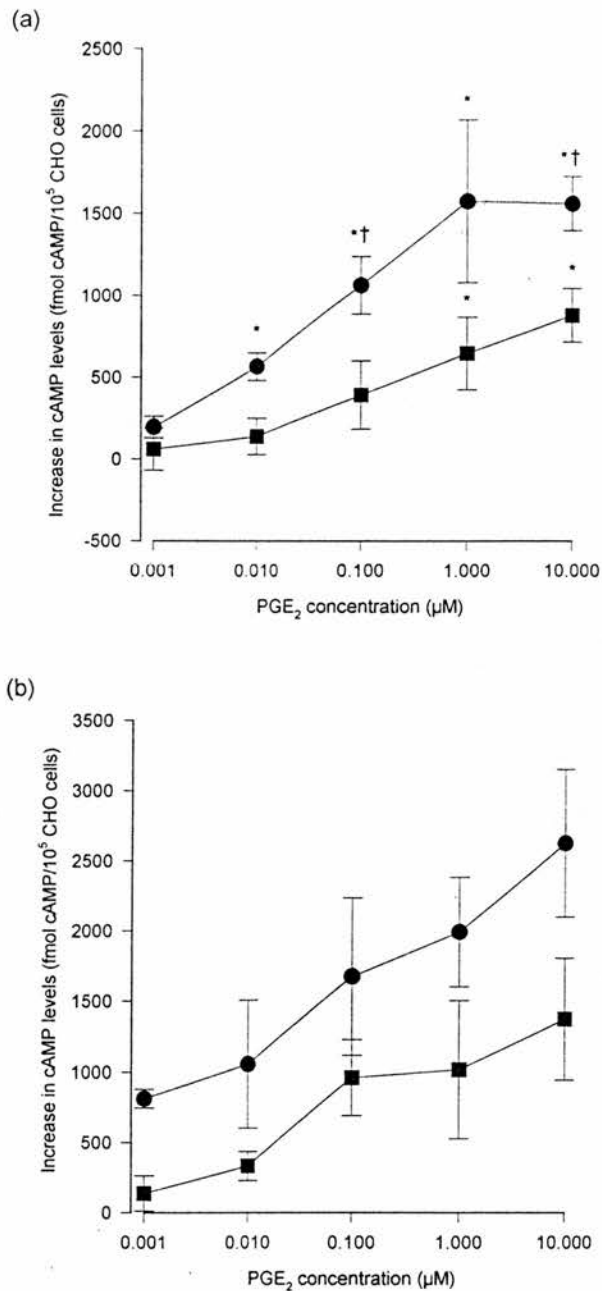 (a)
Increase in cAMP levels (fmol cAMP/10⁵ CHO cells)
2500
2000
1500
1000
500
0
-500
*
*†
*
*†
*
*
0.001 0.010 0.100 1.000 10.000
PGE₂ concentration (µM)
(b)
Increase in cAMP levels (fmol cAMP/10⁵ CHO cells)
3500
3000
2500
2000
1500
1000
500
0
0.001 0.010 0.100 1.000 10.000
PGE₂ concentration (µM)